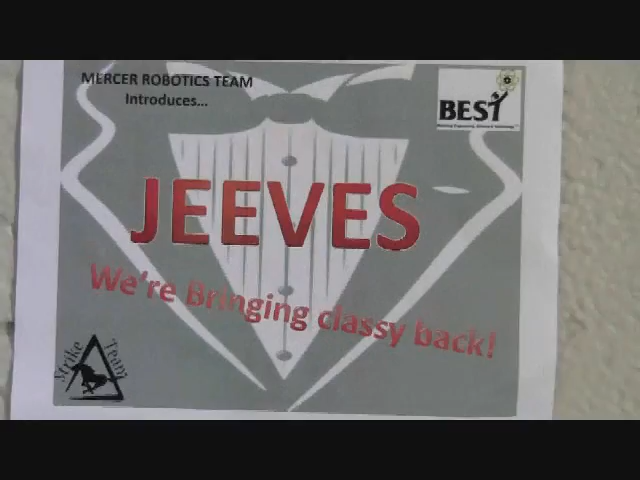 MERCER ROBOTICS TEAM
Introduces...
BEST
JEEVES
We're Bringing classy back!
Strike Team